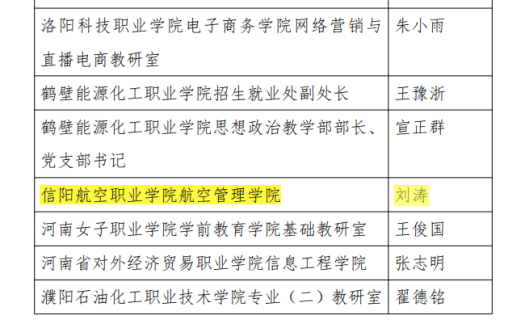 洛阳科技职业学院电子商务学院网络营销与 朱小雨
直播电商教研室
鹤壁能源化工职业学院招生就业处副处长 王豫浙
鹤壁能源化工职业学院思想政治教学部部长、 宣正群
党支部书记
信阳航空职业学院航空管理学院 刘涛
河南女子职业学院学前教育学院基础教研室 王俊国
河南省对外经济贸易职业学院信息工程学院 张志明
濮阳石油化工职业技术学院专业（二）教研室 翟德铭